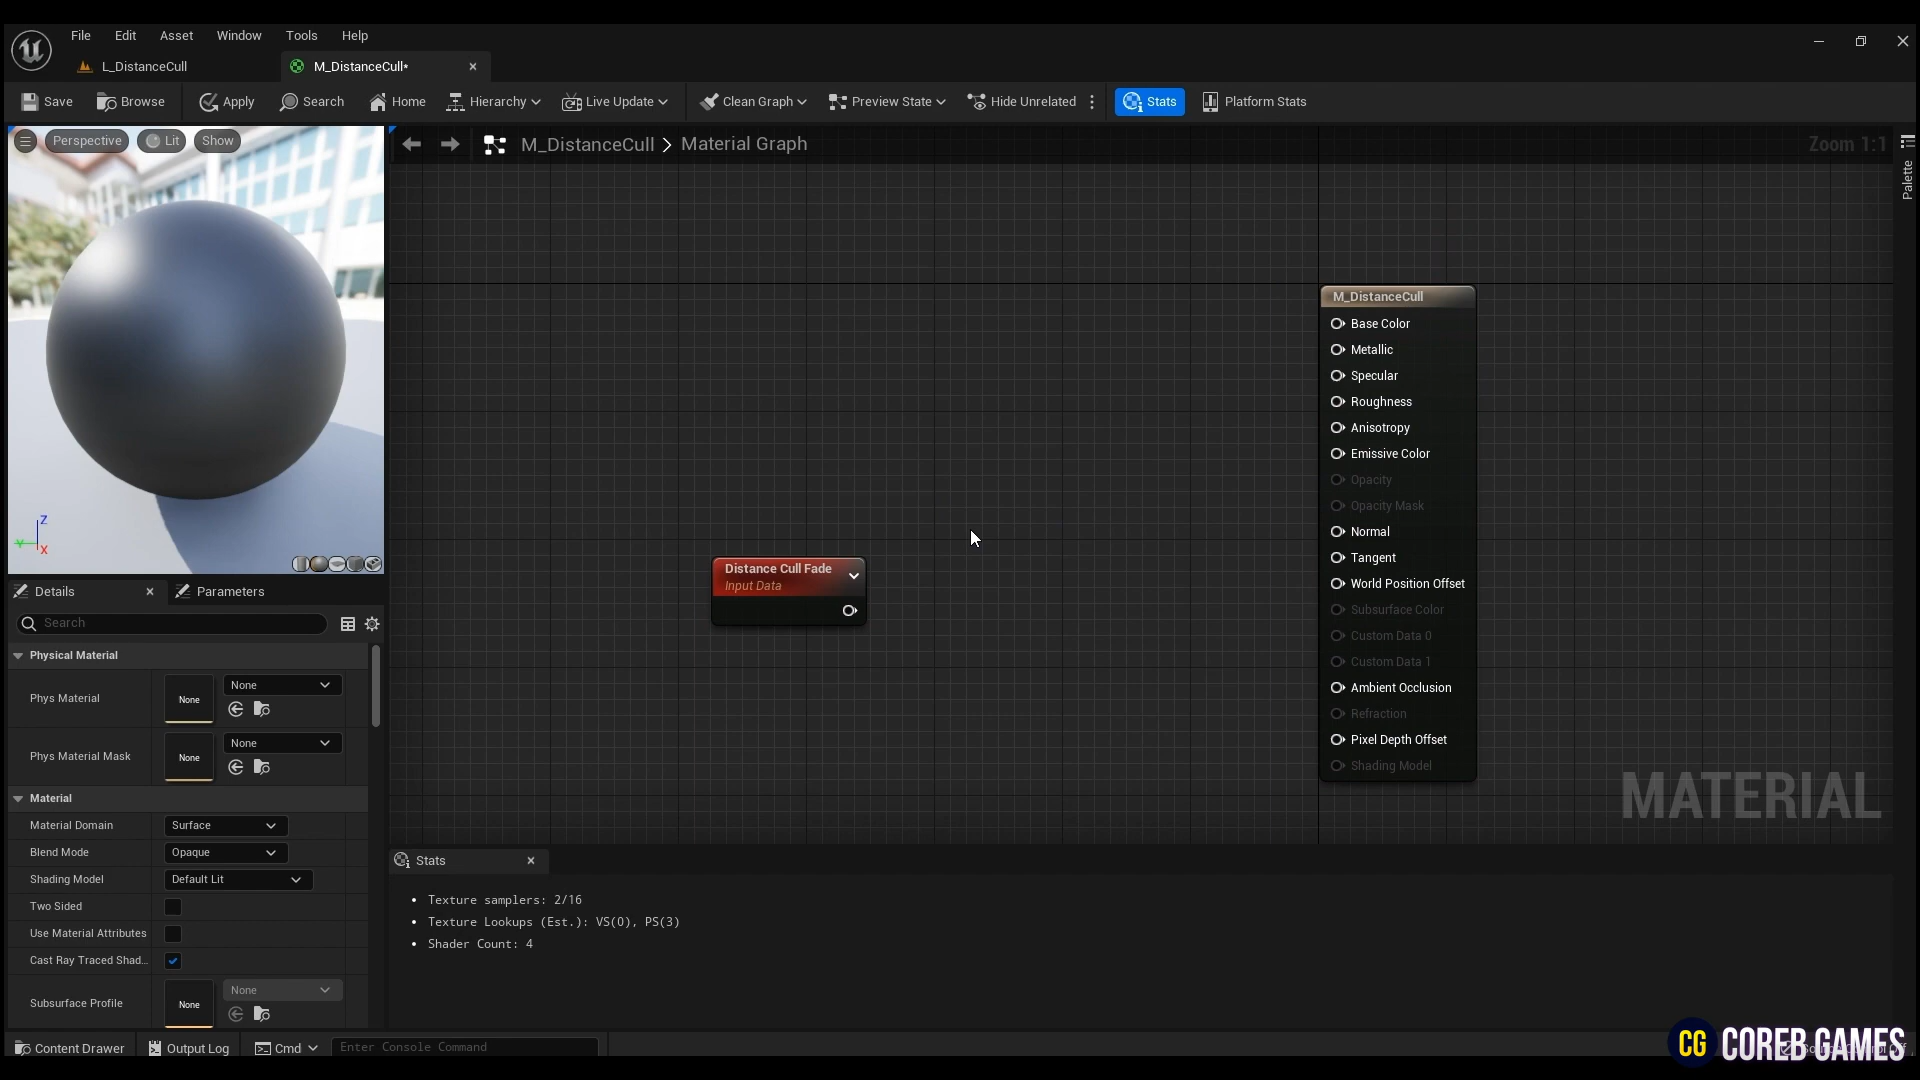 File Edit Asset Window Tools Help
L_DistanceCull M_DistanceCull*
Save Browse Apply Search Home Hierarchy Live Update Clean Graph Preview State Hide Unrelated Stats Platform Stats
Perspective Lit Show
M_DistanceCull > Material Graph
Zoom 1:1
Palette
M_DistanceCull
Base Color
Metallic
Specular
Roughness
Anisotropy
Emissive Color
Opacity
Opacity Mask
Normal
Tangent
World Position Offset
Subsurface Color
Custom Data 0
Custom Data 1
Ambient Occlusion
Refraction
Pixel Depth Offset
Shading Model
Distance Cull Fade
Input Data
MATERIAL
Z
Y
X
Details Parameters
Search
Physical Material
Phys Material None None
Phys Material Mask None None
Material
Material Domain Surface
Blend Mode Opaque
Shading Model Default Lit
Two Sided
Use Material Attributes
Cast Ray Traced Shad...
Subsurface Profile None None
Stats
• Texture samplers: 2/16
• Texture Lookups (Est.): VS(0), PS(3)
• Shader Count: 4
Content Drawer Output Log Cmd Enter Console Command
CG COREB GAMES